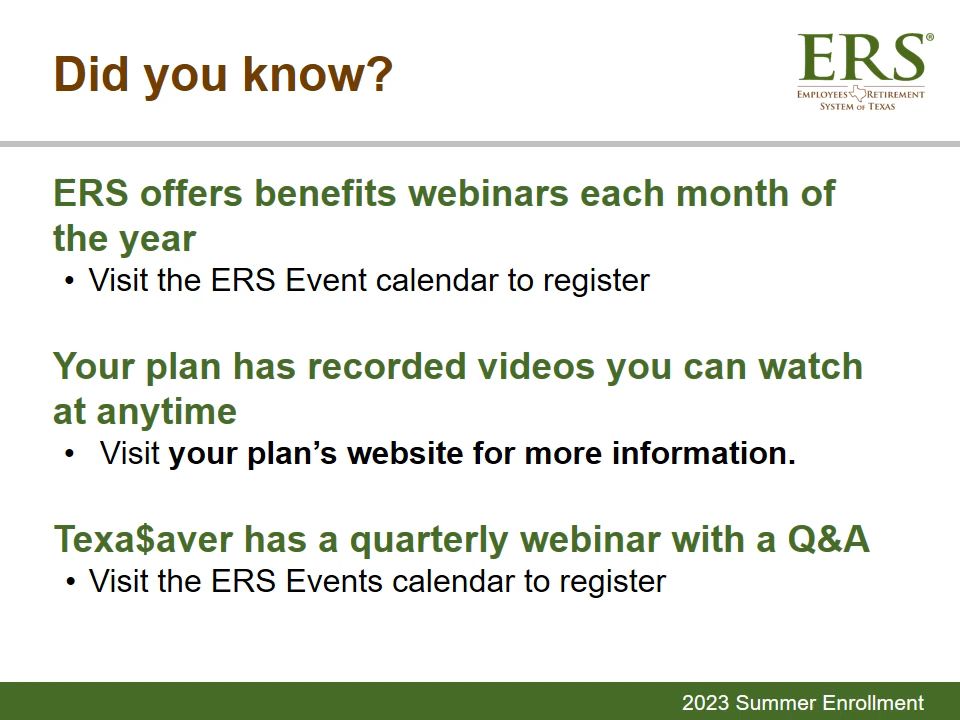 Did you know?
ERS®
EMPLOYEES RETIREMENT
SYSTEM OF TEXAS
ERS offers benefits webinars each month of
the year
• Visit the ERS Event calendar to register
Your plan has recorded videos you can watch
at anytime
• Visit your plan’s website for more information.
Texa$aver has a quarterly webinar with a Q&A
• Visit the ERS Events calendar to register
2023 Summer Enrollment